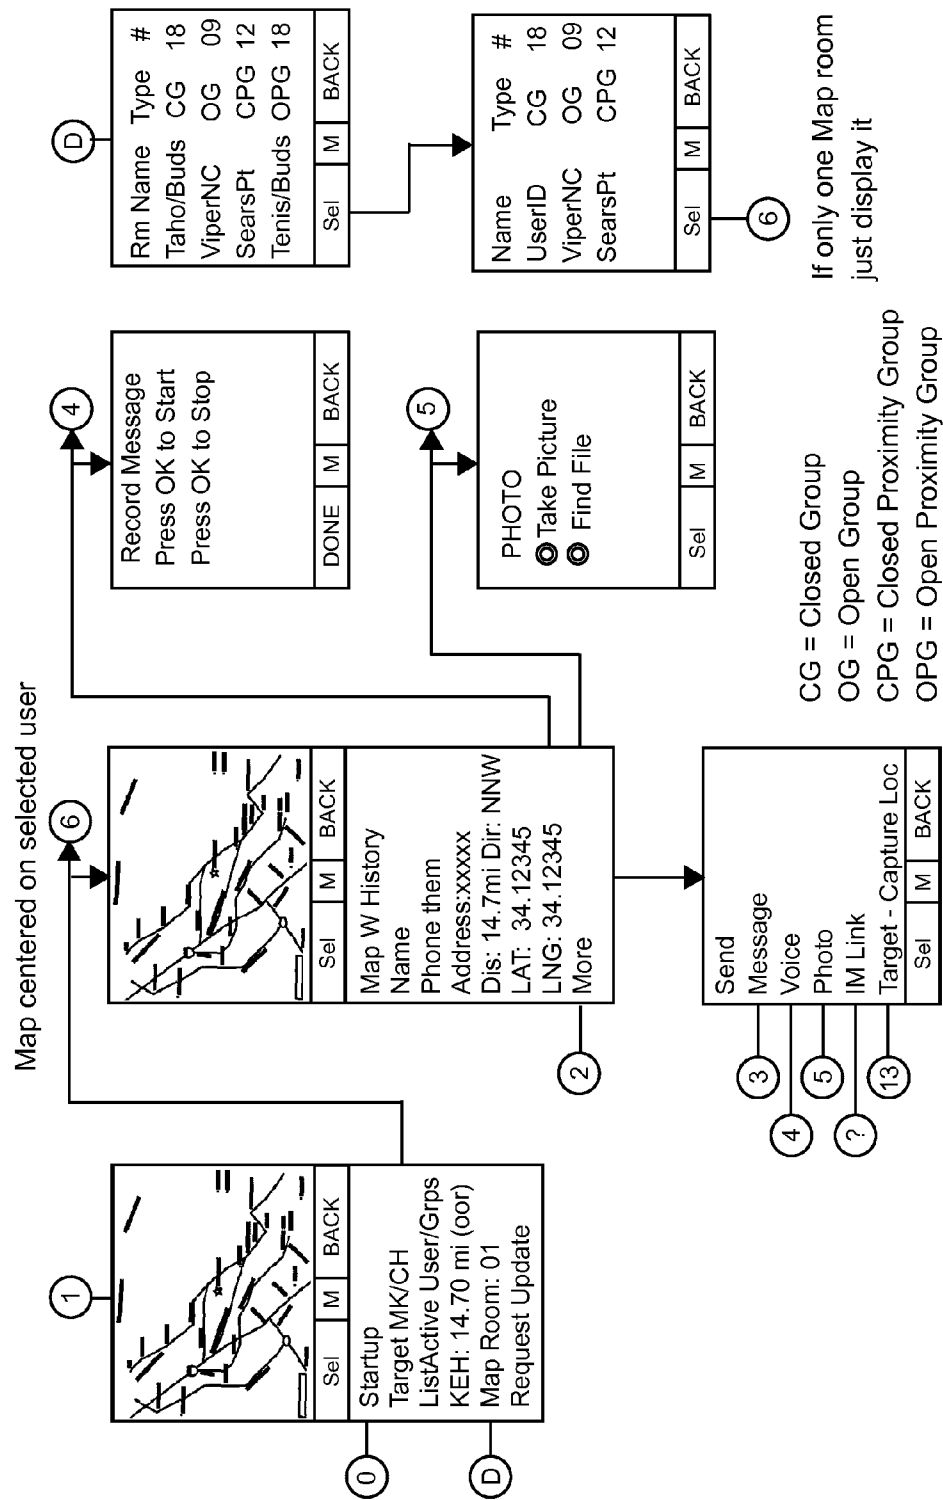 Map centered on selected user
1
Sel M BACK
Startup
Target MK/CH
ListActive User/Grps
KEH: 14.70 mi (oor)
Map Room: 01
Request Update
0
D
6
Sel M BACK
Map W History
Name
Phone them
Address:xxxxx
Dis: 14.7mi Dir: NNW
LAT: 34.12345
LNG: 34.12345
More
2
Send
Message
Voice
Photo
IM Link
Target - Capture Loc
Sel M BACK
3
4
5
?
13
4
Record Message
Press OK to Start
Press OK to Stop
DONE M BACK
5
PHOTO
Take Picture
Find File
Sel M BACK
CG = Closed Group
OG = Open Group
CPG = Closed Proximity Group
OPG = Open Proximity Group
D
Rm Name Type #
Taho/Buds CG 18
ViperNC OG 09
SearsPt CPG 12
Tenis/Buds OPG 18
Sel M BACK
Name Type #
UserID CG 18
ViperNC OG 09
SearsPt CPG 12
Sel M BACK
6
If only one Map room
just display it